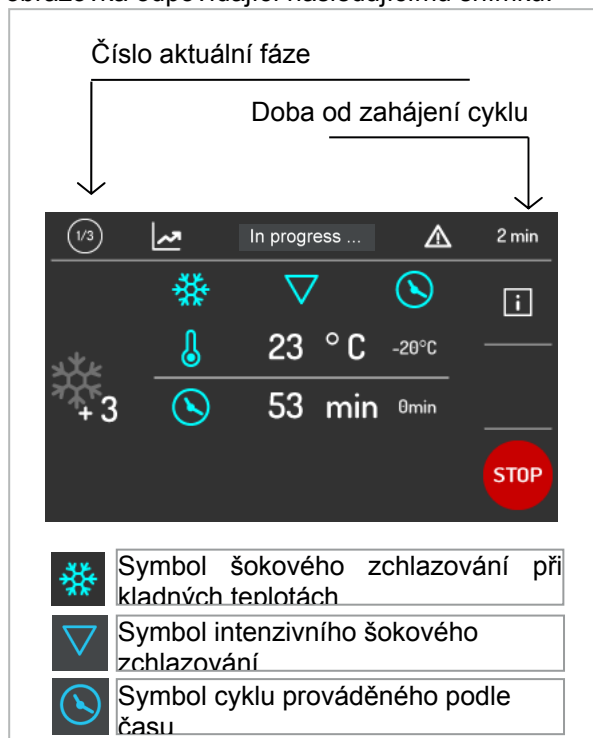 Číslo aktuální fáze
Doba od zahájení cyklu
1/3
In progress ...
2 min
i
23 °C -20°C
+3
53 min 0min
STOP
Symbol šokového zchlazování při
kladných teplotách
Symbol intenzivního šokového
zchlazování
Symbol cyklu prováděného podle
času